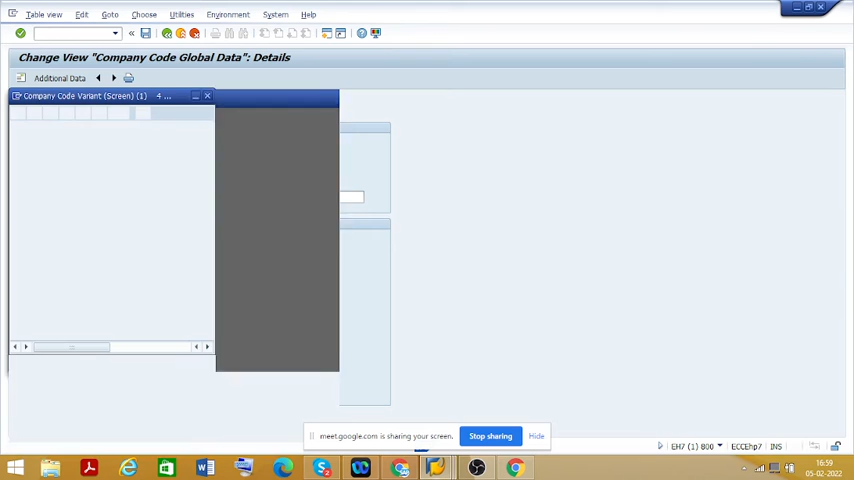 Table view Edit Goto Choose Utilities Environment System Help
Change View "Company Code Global Data": Details
Additional Data
Company Code Variant (Screen) (1) 4 ...
meet.google.com is sharing your screen. Stop sharing Hide
EH7 (1) 800 ECCEhp7 INS
16:59
05-02-2022